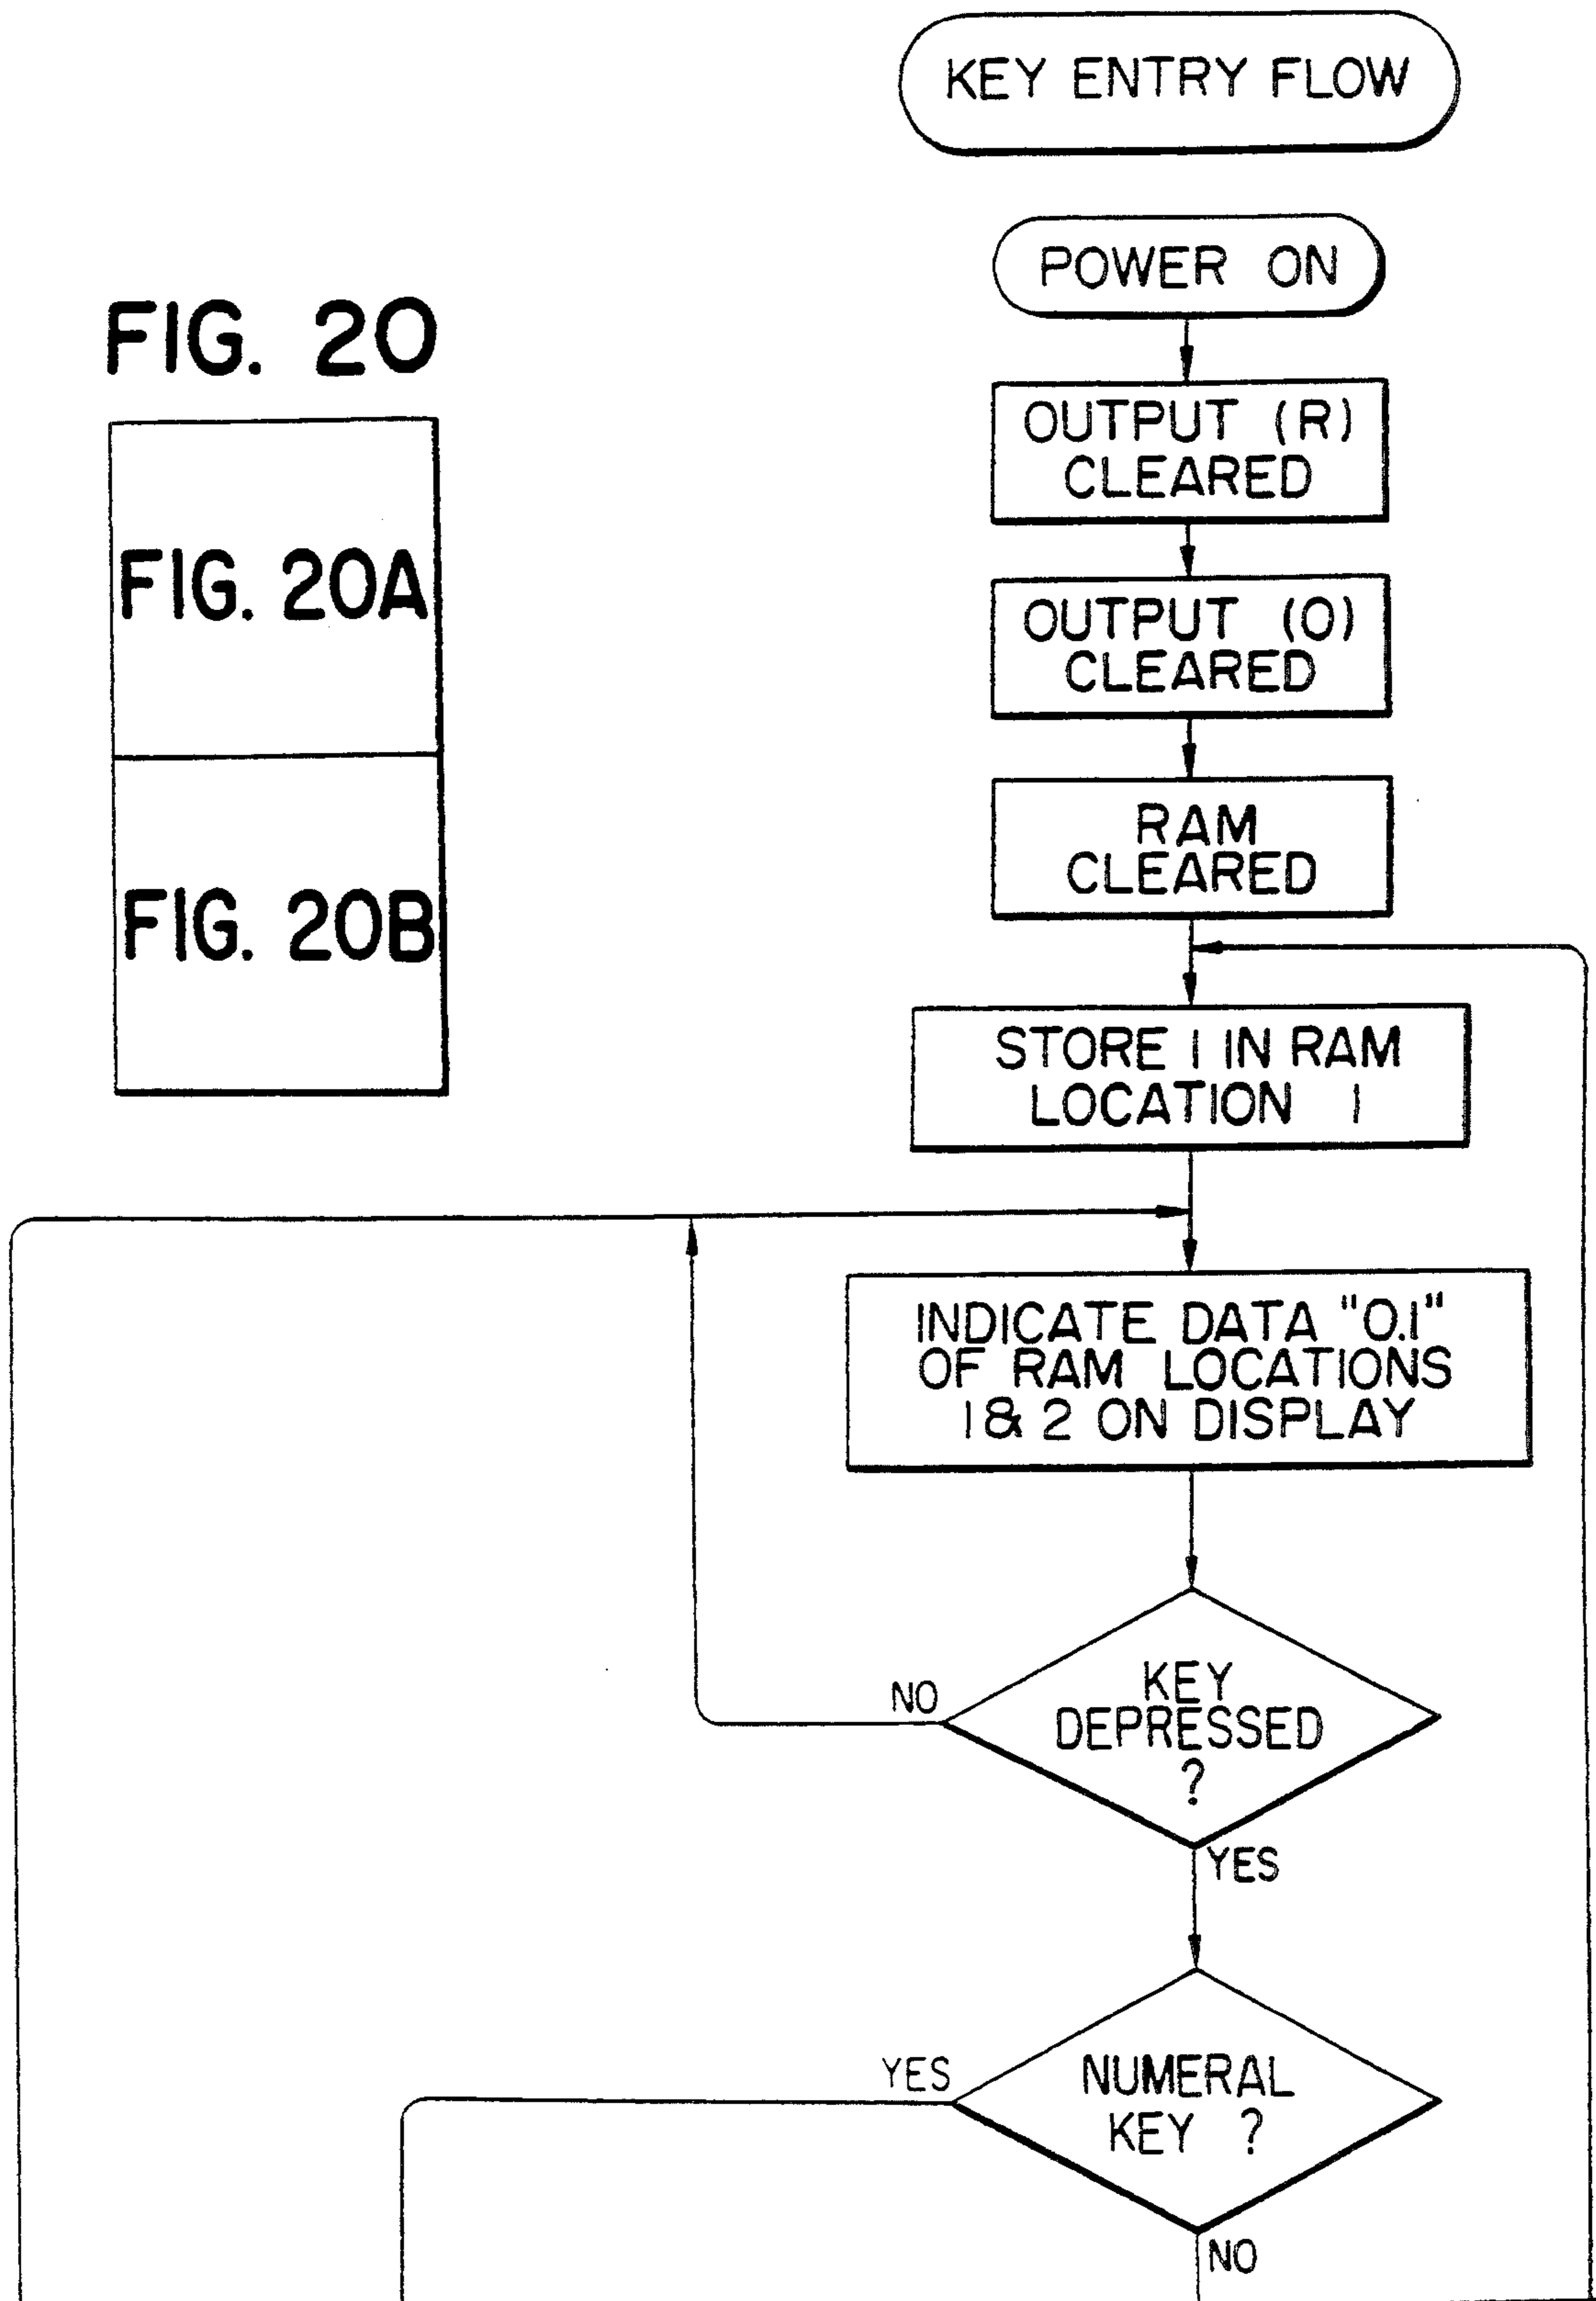 KEY ENTRY FLOW
POWER ON
FIG. 20
OUTPUT (R)
CLEARED
FIG. 20A
OUTPUT (O)
CLEARED
RAM
CLEARED
FIG. 20B
STORE 1 IN RAM
LOCATION 1
INDICATE DATA "0.1"
OF RAM LOCATIONS
1 & 2 ON DISPLAY
KEY
DEPRESSED
?
NO
YES
NUMERAL
KEY ?
YES
NO